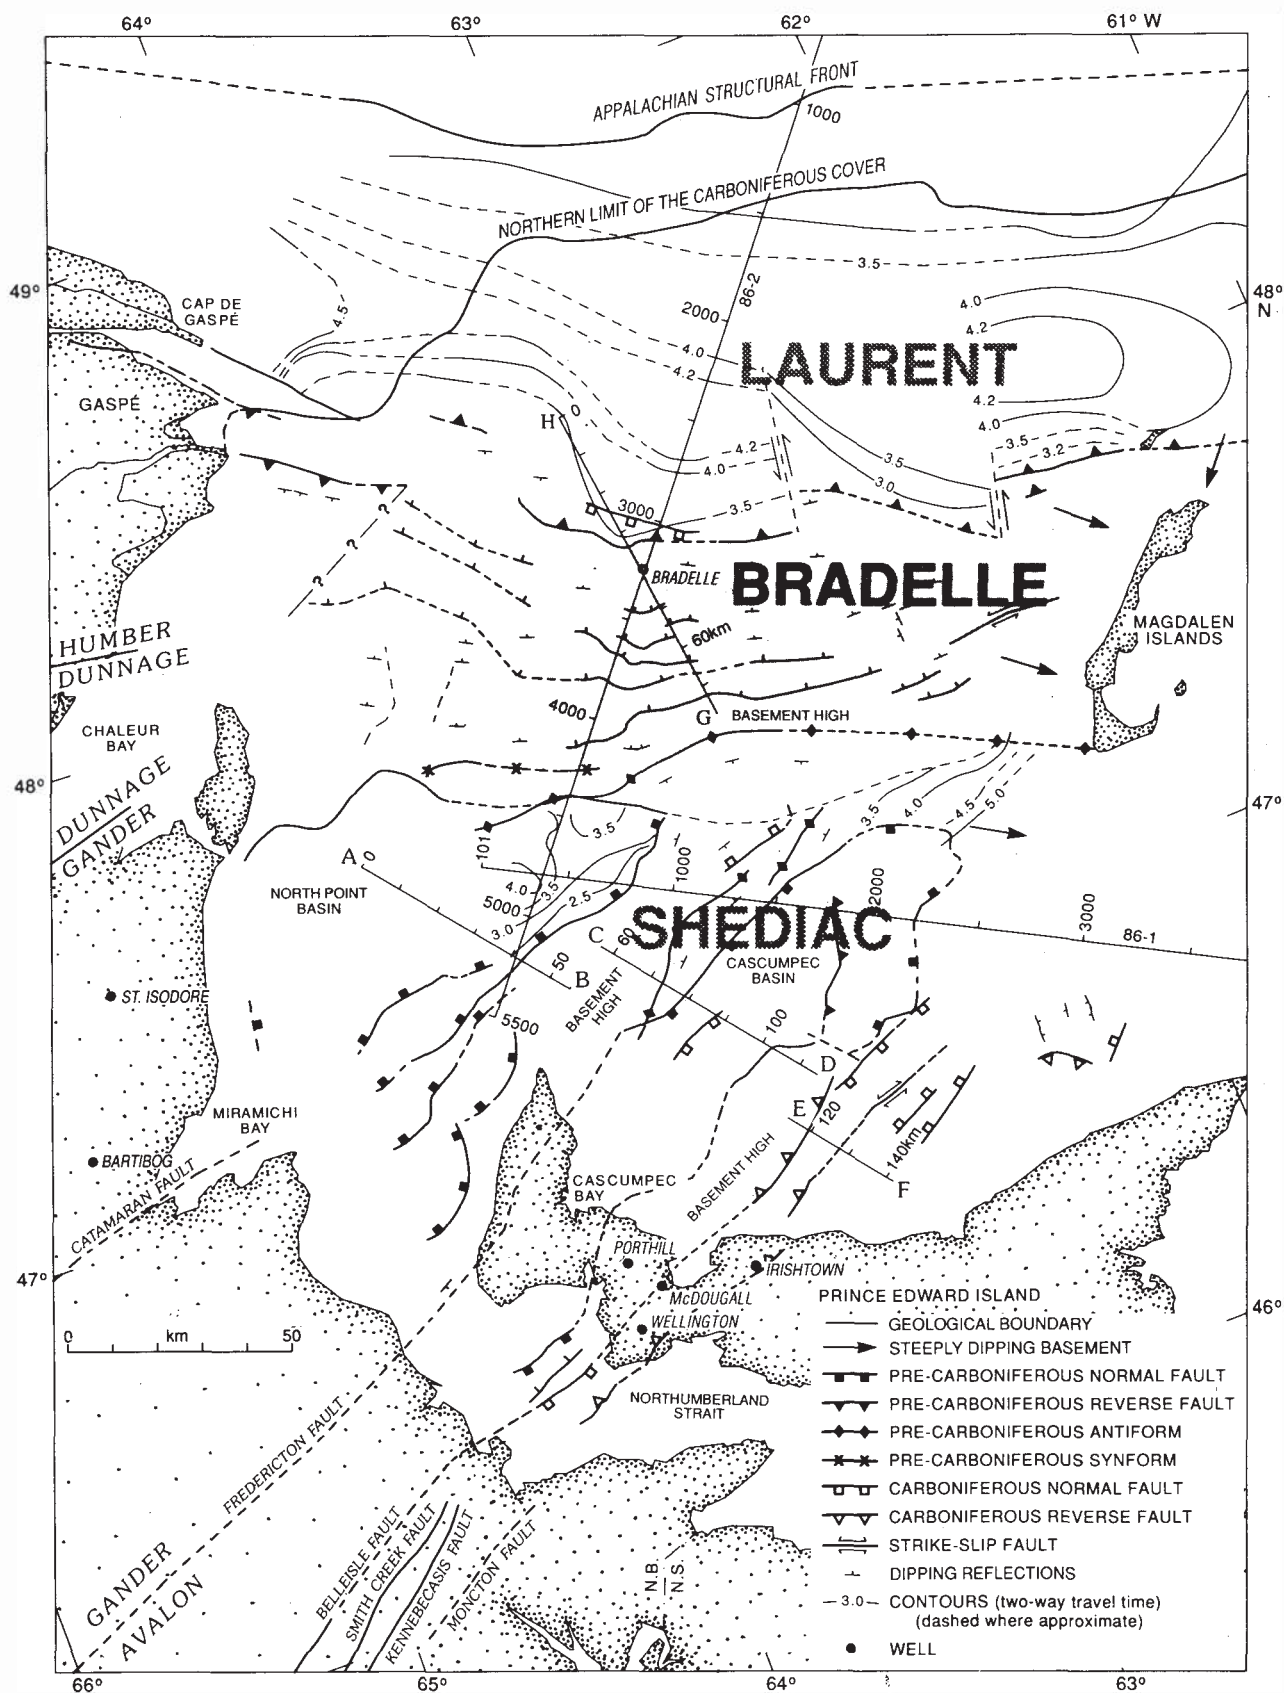 64° 63° 62° 61° W
APPALACHIAN STRUCTURAL FRONT
1000
NORTHERN LIMIT OF THE CARBONIFEROUS COVER
3.5
49°
48°
N
CAP DE
GASPÉ
4.5
86-2
2000
4.0
4.2
4.0
4.2
LAURENT
4.2
4.0
GASPÉ
H
0
4.2
4.0
3.5
3.2
3.5
3.0
3.5
3000
?
?
?
BRADELLE
BRADELLE
60km
MAGDALEN
ISLANDS
HUMBER
DUNNAGE
4000
G
BASEMENT HIGH
CHALEUR
BAY
48°
47°
DUNNAGE
GANDER
3.5
4.0
4.5
5.0
3.5
A
0
101
1000
2000
3000
86-1
NORTH POINT
BASIN
4.0
3.5
2.5
5000
3.0
SHEDIAC
C
60
CASCUMPEC
BASIN
50
B
BASEMENT
HIGH
ST. ISODORE
5500
100
D
E
120
140km
F
MIRAMICHI
BAY
BARTIBOG
CATAMARAN FAULT
CASCUMPEC
BAY
BASEMENT HIGH
PORTHILL
IRISHTOWN
McDOUGALL
WELLINGTON
47°
46°
0 km 50
NORTHUMBERLAND
STRAIT
FREDERICTON FAULT
GANDER
AVALON
BELLEISLE FAULT
SMITH CREEK FAULT
KENNEBECASIS FAULT
MONCTON FAULT
N.B.
N.S.
PRINCE EDWARD ISLAND
GEOLOGICAL BOUNDARY
STEEPLY DIPPING BASEMENT
PRE-CARBONIFEROUS NORMAL FAULT
PRE-CARBONIFEROUS REVERSE FAULT
PRE-CARBONIFEROUS ANTIFORM
PRE-CARBONIFEROUS SYNFORM
CARBONIFEROUS NORMAL FAULT
CARBONIFEROUS REVERSE FAULT
STRIKE-SLIP FAULT
DIPPING REFLECTIONS
3.0 CONTOURS (two-way travel time)
(dashed where approximate)
WELL
66° 65° 64° 63°